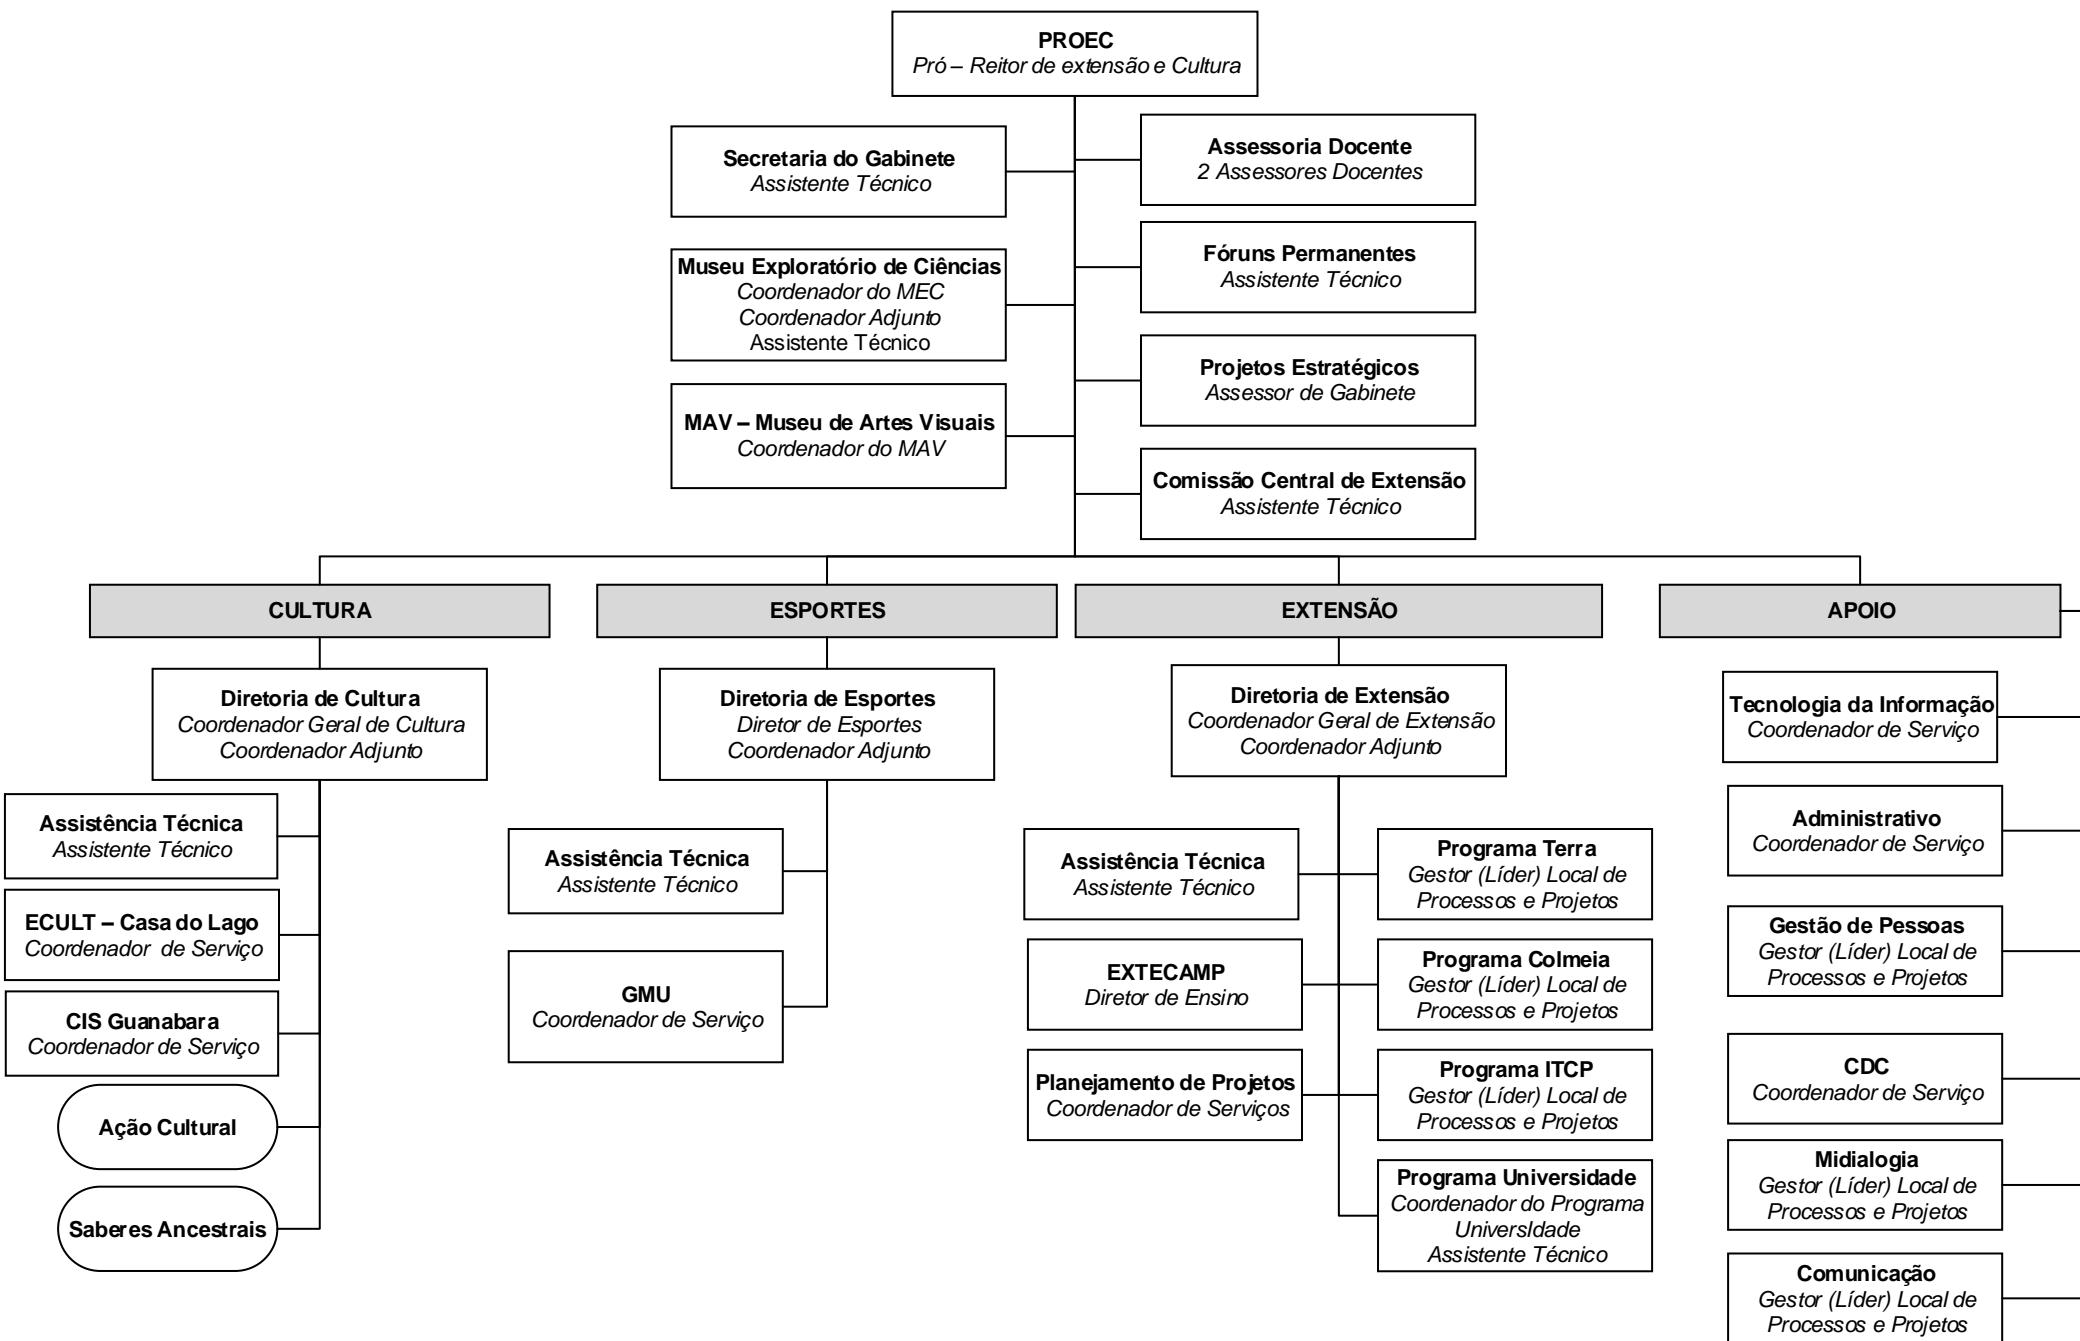 PROEC
Pró – Reitor de extensão e Cultura
Secretaria do Gabinete
Assistente Técnico
Assessoria Docente
2 Assessores Docentes
Museu Exploratório de Ciências
Coordenador do MEC
Coordenador Adjunto
Assistente Técnico
Fóruns Permanentes
Assistente Técnico
Projetos Estratégicos
Assessor de Gabinete
MAV – Museu de Artes Visuais
Coordenador do MAV
Comissão Central de Extensão
Assistente Técnico
CULTURA
ESPORTES
EXTENSÃO
APOIO
Diretoria de Cultura
Coordenador Geral de Cultura
Coordenador Adjunto
Assistência Técnica
Assistente Técnico
ECULT – Casa do Lago
Coordenador de Serviço
CIS Guanabara
Coordenador de Serviço
Ação Cultural
Saberes Ancestrais
Diretoria de Esportes
Diretor de Esportes
Coordenador Adjunto
Assistência Técnica
Assistente Técnico
GMU
Coordenador de Serviço
Diretoria de Extensão
Coordenador Geral de Extensão
Coordenador Adjunto
Assistência Técnica
Assistente Técnico
EXTECAMP
Diretor de Ensino
Planejamento de Projetos
Coordenador de Serviços
Programa Terra
Gestor (Líder) Local de
Processos e Projetos
Programa Colmeia
Gestor (Líder) Local de
Processos e Projetos
Programa ITCP
Gestor (Líder) Local de
Processos e Projetos
Programa Universidade
Coordenador do Programa
UniversIdade
Assistente Técnico
Tecnologia da Informação
Coordenador de Serviço
Administrativo
Coordenador de Serviço
Gestão de Pessoas
Gestor (Líder) Local de
Processos e Projetos
CDC
Coordenador de Serviço
Midialogia
Gestor (Líder) Local de
Processos e Projetos
Comunicação
Gestor (Líder) Local de
Processos e Projetos